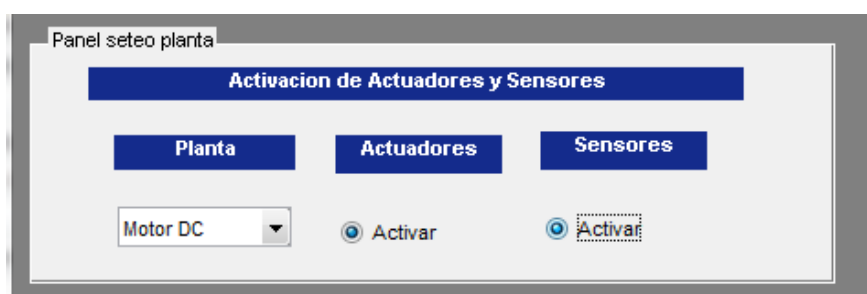 Panel seteo planta
Activacion de Actuadores y Sensores
Planta Actuadores Sensores
Motor DC Activar Activar